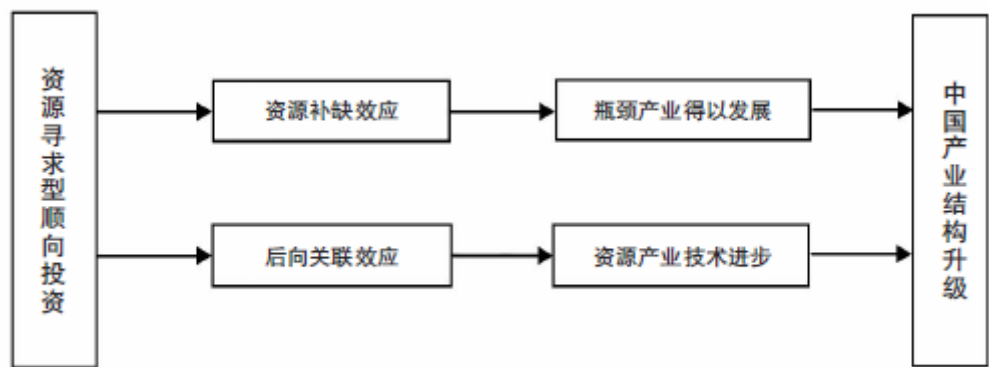 资源寻求型顺向投资
资源补缺效应
瓶颈产业得以发展
后向关联效应
资源产业技术进步
中国产业结构升级